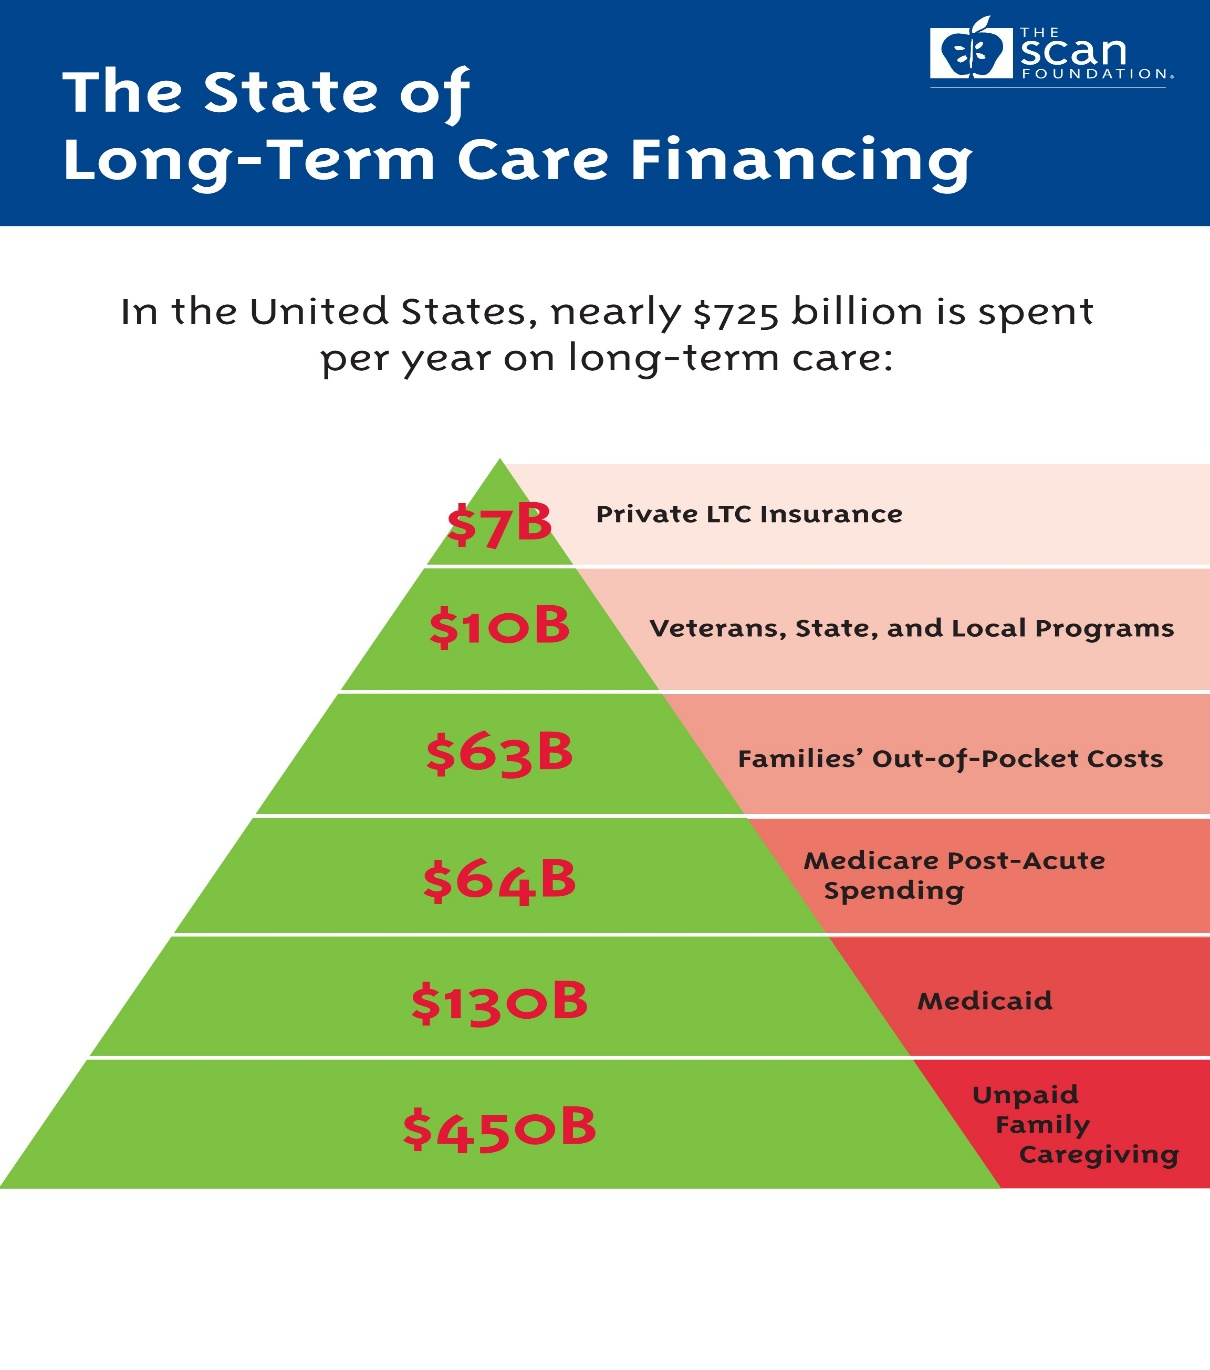 THE
scan
FOUNDATION®
The State of
Long-Term Care Financing
In the United States, nearly $725 billion is spent
per year on long-term care:
$7B Private LTC Insurance
$10B Veterans, State, and Local Programs
$63B Families’ Out-of-Pocket Costs
$64B Medicare Post-Acute
Spending
$130B Medicaid
$450B Unpaid
Family
Caregiving